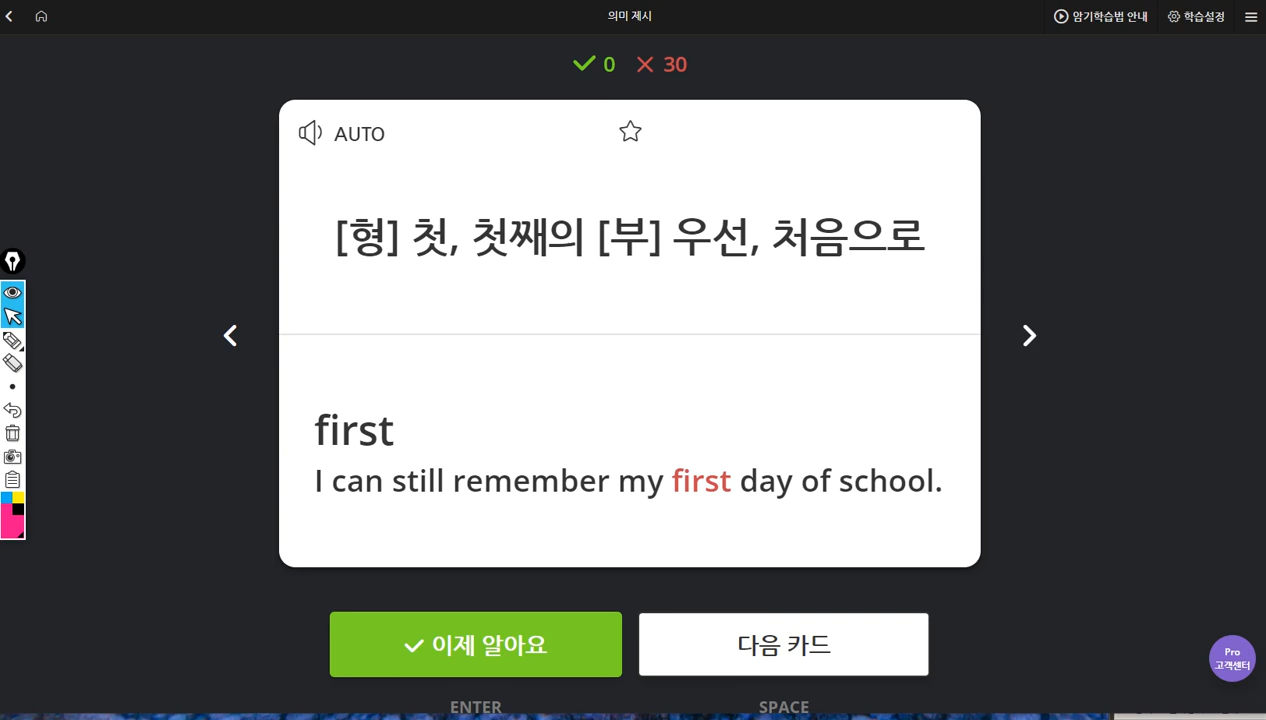 의미 제시
암기학습법 안내
학습설정
0
30
AUTO
[형] 첫, 첫째의 [부] 우선, 처음으로
first
I can still remember my first day of school.
이제 알아요
다음 카드
ENTER
SPACE
Pro
고객센터